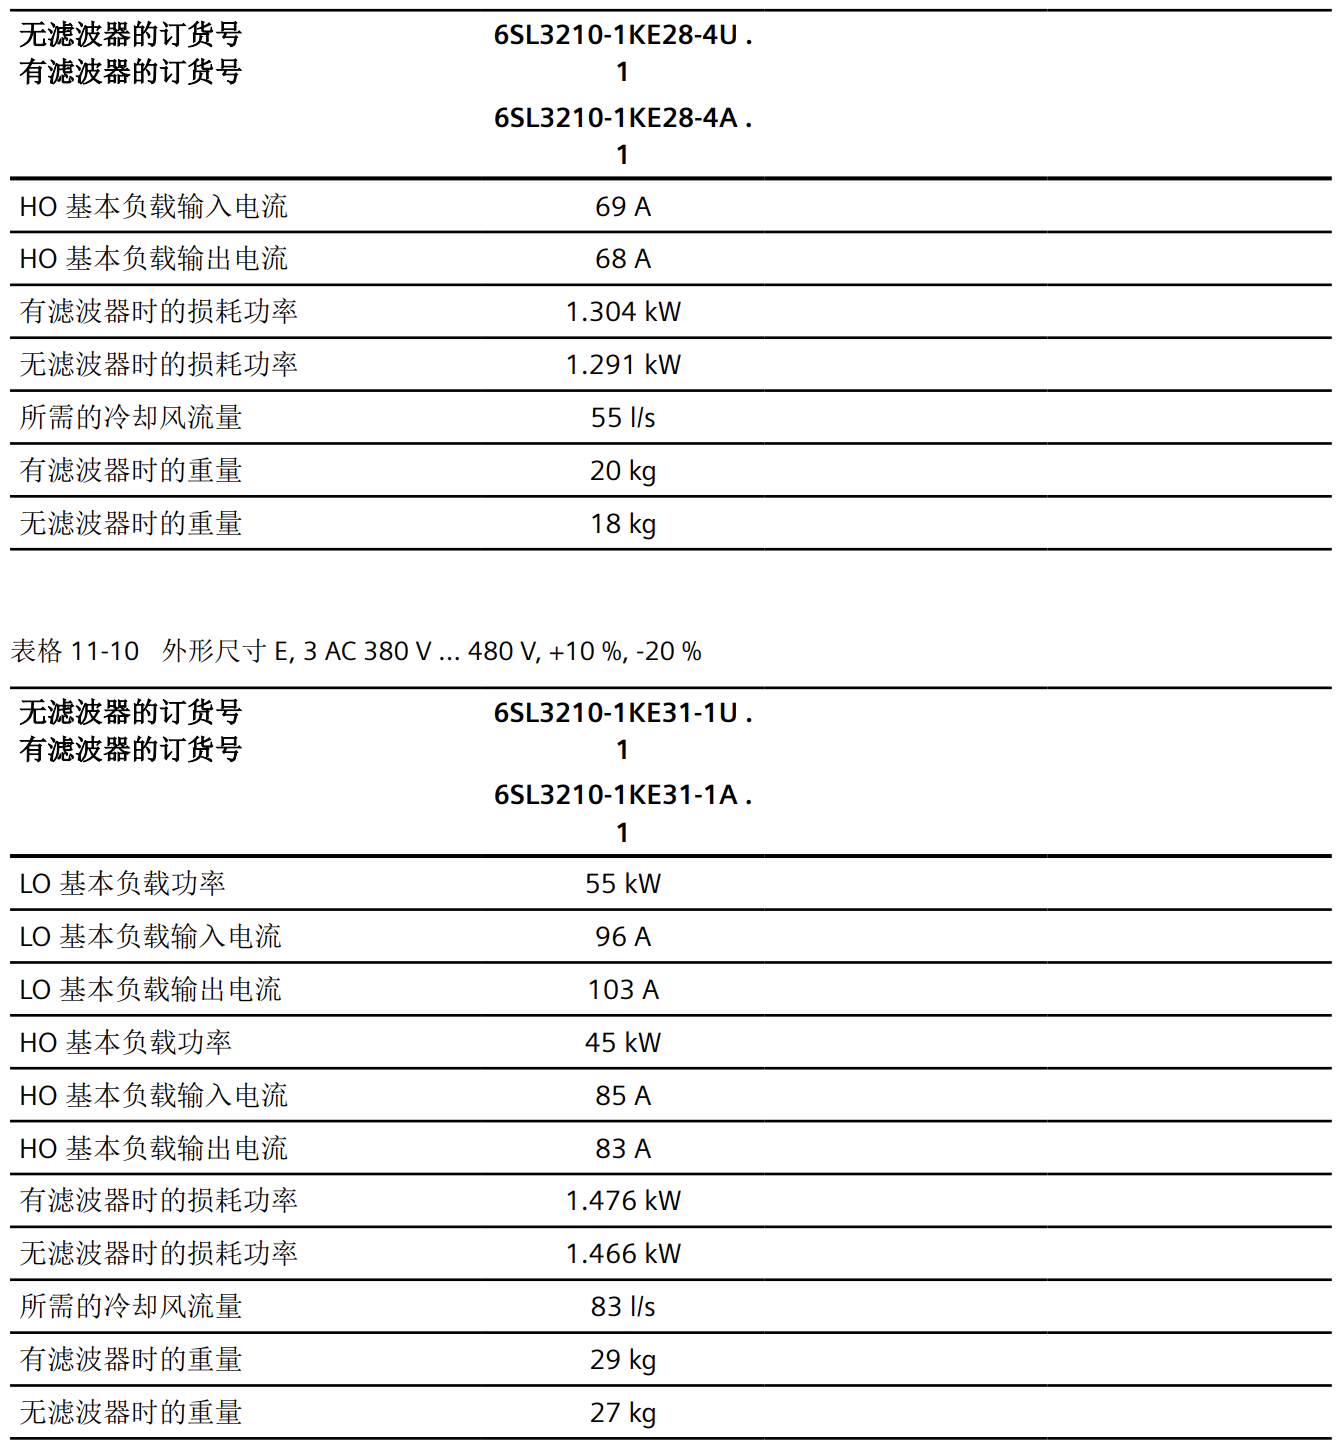 无滤波器的订货号 6SL3210-1KE28-4U .
有滤波器的订货号 1
6SL3210-1KE28-4A .
1
HO 基本负载输入电流 69 A
HO 基本负载输出电流 68 A
有滤波器时的损耗功率 1.304 kW
无滤波器时的损耗功率 1.291 kW
所需的冷却风流量 55 l/s
有滤波器时的重量 20 kg
无滤波器时的重量 18 kg
表格 11-10 外形尺寸 E, 3 AC 380 V ... 480 V, +10 %, -20 %
无滤波器的订货号 6SL3210-1KE31-1U .
有滤波器的订货号 1
6SL3210-1KE31-1A .
1
LO 基本负载功率 55 kW
LO 基本负载输入电流 96 A
LO 基本负载输出电流 103 A
HO 基本负载功率 45 kW
HO 基本负载输入电流 85 A
HO 基本负载输出电流 83 A
有滤波器时的损耗功率 1.476 kW
无滤波器时的损耗功率 1.466 kW
所需的冷却风流量 83 l/s
有滤波器时的重量 29 kg
无滤波器时的重量 27 kg